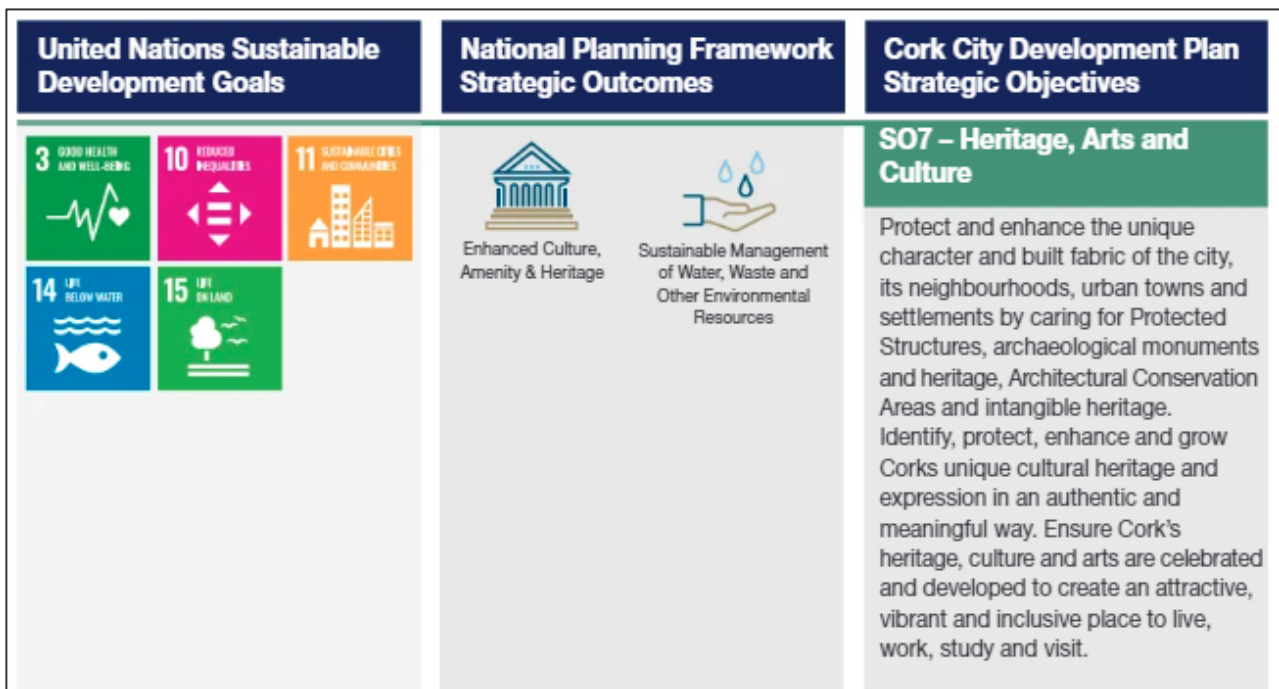 United Nations Sustainable
Development Goals
National Planning Framework
Strategic Outcomes
Cork City Development Plan
Strategic Objectives
3 GOOD HEALTH
AND WELL-BEING
10 REDUCED
INEQUALITIES
11 SUSTAINABLE CITIES
AND COMMUNITIES
14 LIFE
BELOW WATER
15 LIFE
ON LAND
Enhanced Culture,
Amenity & Heritage
Sustainable Management
of Water, Waste and
Other Environmental
Resources
SO7 – Heritage, Arts and
Culture
Protect and enhance the unique
character and built fabric of the city,
its neighbourhoods, urban towns and
settlements by caring for Protected
Structures, archaeological monuments
and heritage, Architectural Conservation
Areas and intangible heritage.
Identify, protect, enhance and grow
Corks unique cultural heritage and
expression in an authentic and
meaningful way. Ensure Cork's
heritage, culture and arts are celebrated
and developed to create an attractive,
vibrant and inclusive place to live,
work, study and visit.